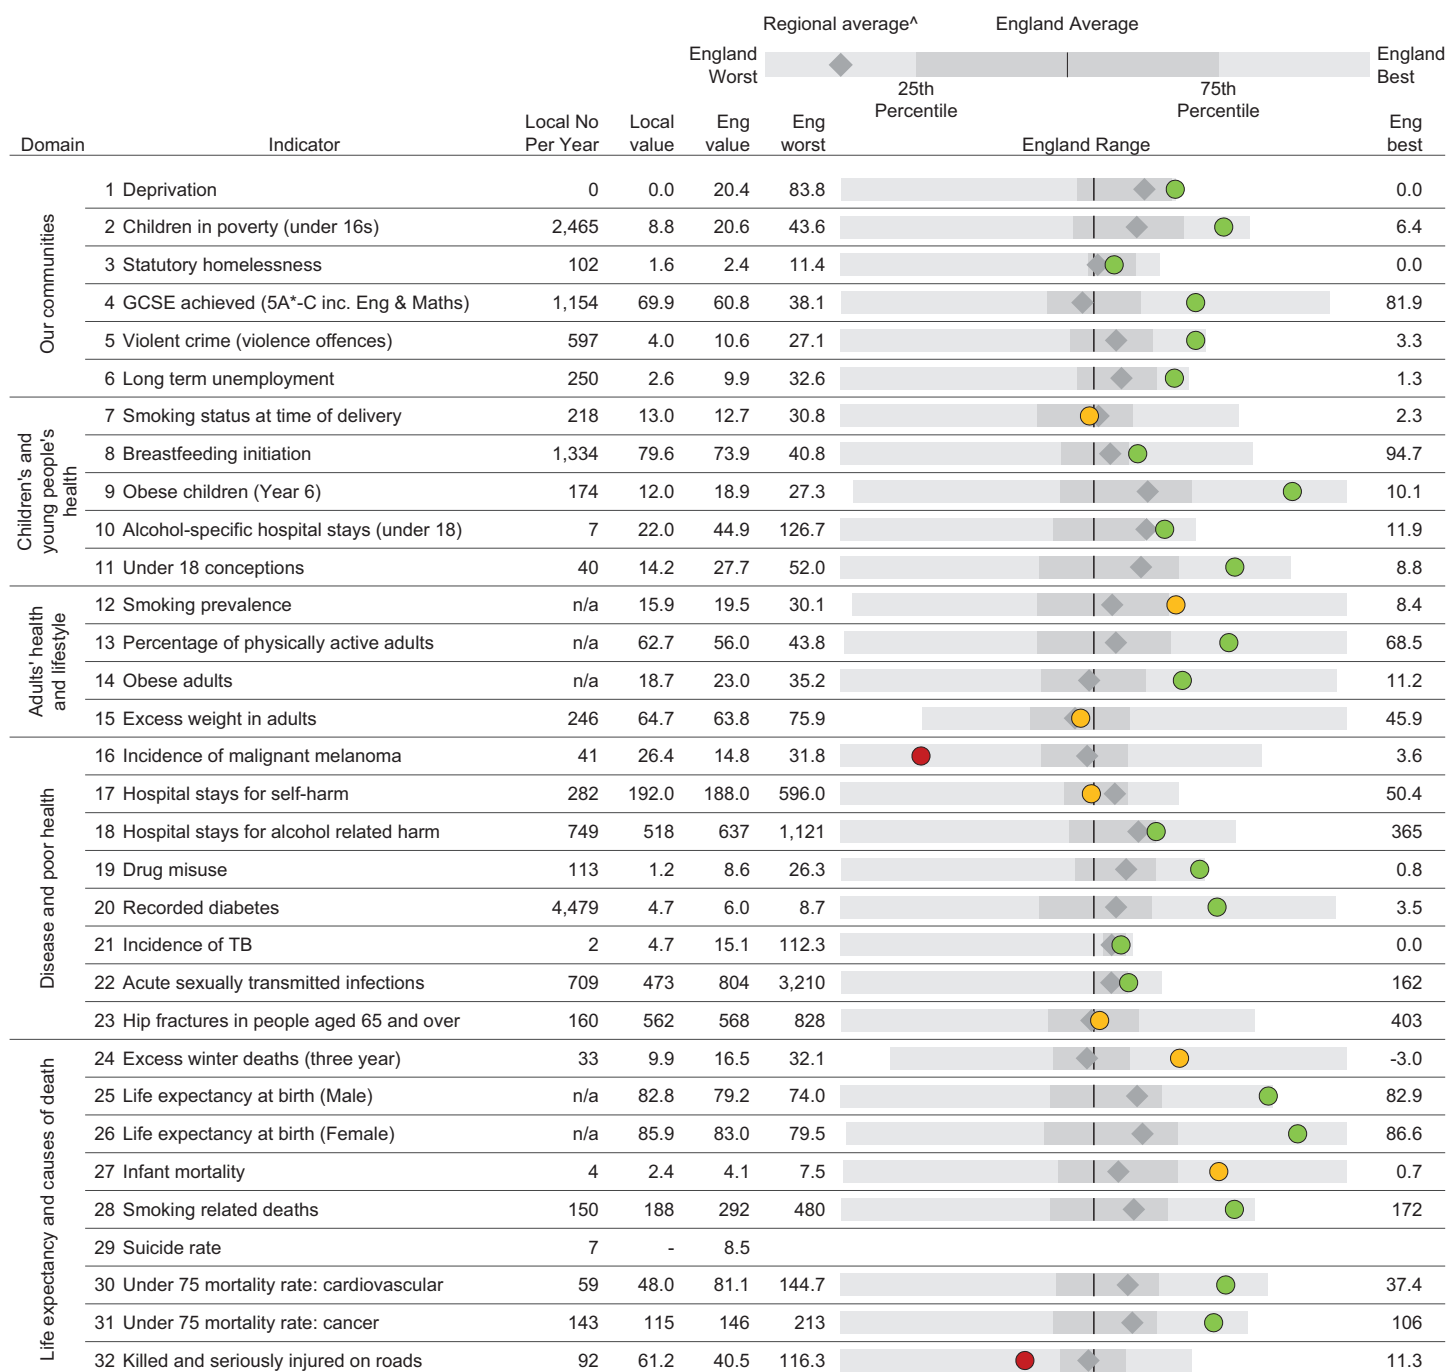 Regional average^ England Average
England Worst England Best
25th Percentile 75th Percentile
Domain Indicator Local No Per Year Local value Eng value Eng worst England Range Eng best
Our communities
1 Deprivation 0 0.0 20.4 83.8 0.0
2 Children in poverty (under 16s) 2,465 8.8 20.6 43.6 6.4
3 Statutory homelessness 102 1.6 2.4 11.4 0.0
4 GCSE achieved (5A*-C inc. Eng & Maths) 1,154 69.9 60.8 38.1 81.9
5 Violent crime (violence offences) 597 4.0 10.6 27.1 3.3
6 Long term unemployment 250 2.6 9.9 32.6 1.3
Children's and young people's health
7 Smoking status at time of delivery 218 13.0 12.7 30.8 2.3
8 Breastfeeding initiation 1,334 79.6 73.9 40.8 94.7
9 Obese children (Year 6) 174 12.0 18.9 27.3 10.1
10 Alcohol-specific hospital stays (under 18) 7 22.0 44.9 126.7 11.9
11 Under 18 conceptions 40 14.2 27.7 52.0 8.8
Adults' health and lifestyle
12 Smoking prevalence n/a 15.9 19.5 30.1 8.4
13 Percentage of physically active adults n/a 62.7 56.0 43.8 68.5
14 Obese adults n/a 18.7 23.0 35.2 11.2
15 Excess weight in adults 246 64.7 63.8 75.9 45.9
Disease and poor health
16 Incidence of malignant melanoma 41 26.4 14.8 31.8 3.6
17 Hospital stays for self-harm 282 192.0 188.0 596.0 50.4
18 Hospital stays for alcohol related harm 749 518 637 1,121 365
19 Drug misuse 113 1.2 8.6 26.3 0.8
20 Recorded diabetes 4,479 4.7 6.0 8.7 3.5
21 Incidence of TB 2 4.7 15.1 112.3 0.0
22 Acute sexually transmitted infections 709 473 804 3,210 162
23 Hip fractures in people aged 65 and over 160 562 568 828 403
Life expectancy and causes of death
24 Excess winter deaths (three year) 33 9.9 16.5 32.1 -3.0
25 Life expectancy at birth (Male) n/a 82.8 79.2 74.0 82.9
26 Life expectancy at birth (Female) n/a 85.9 83.0 79.5 86.6
27 Infant mortality 4 2.4 4.1 7.5 0.7
28 Smoking related deaths 150 188 292 480 172
29 Suicide rate 7 - 8.5
30 Under 75 mortality rate: cardiovascular 59 48.0 81.1 144.7 37.4
31 Under 75 mortality rate: cancer 143 115 146 213 106
32 Killed and seriously injured on roads 92 61.2 40.5 116.3 11.3